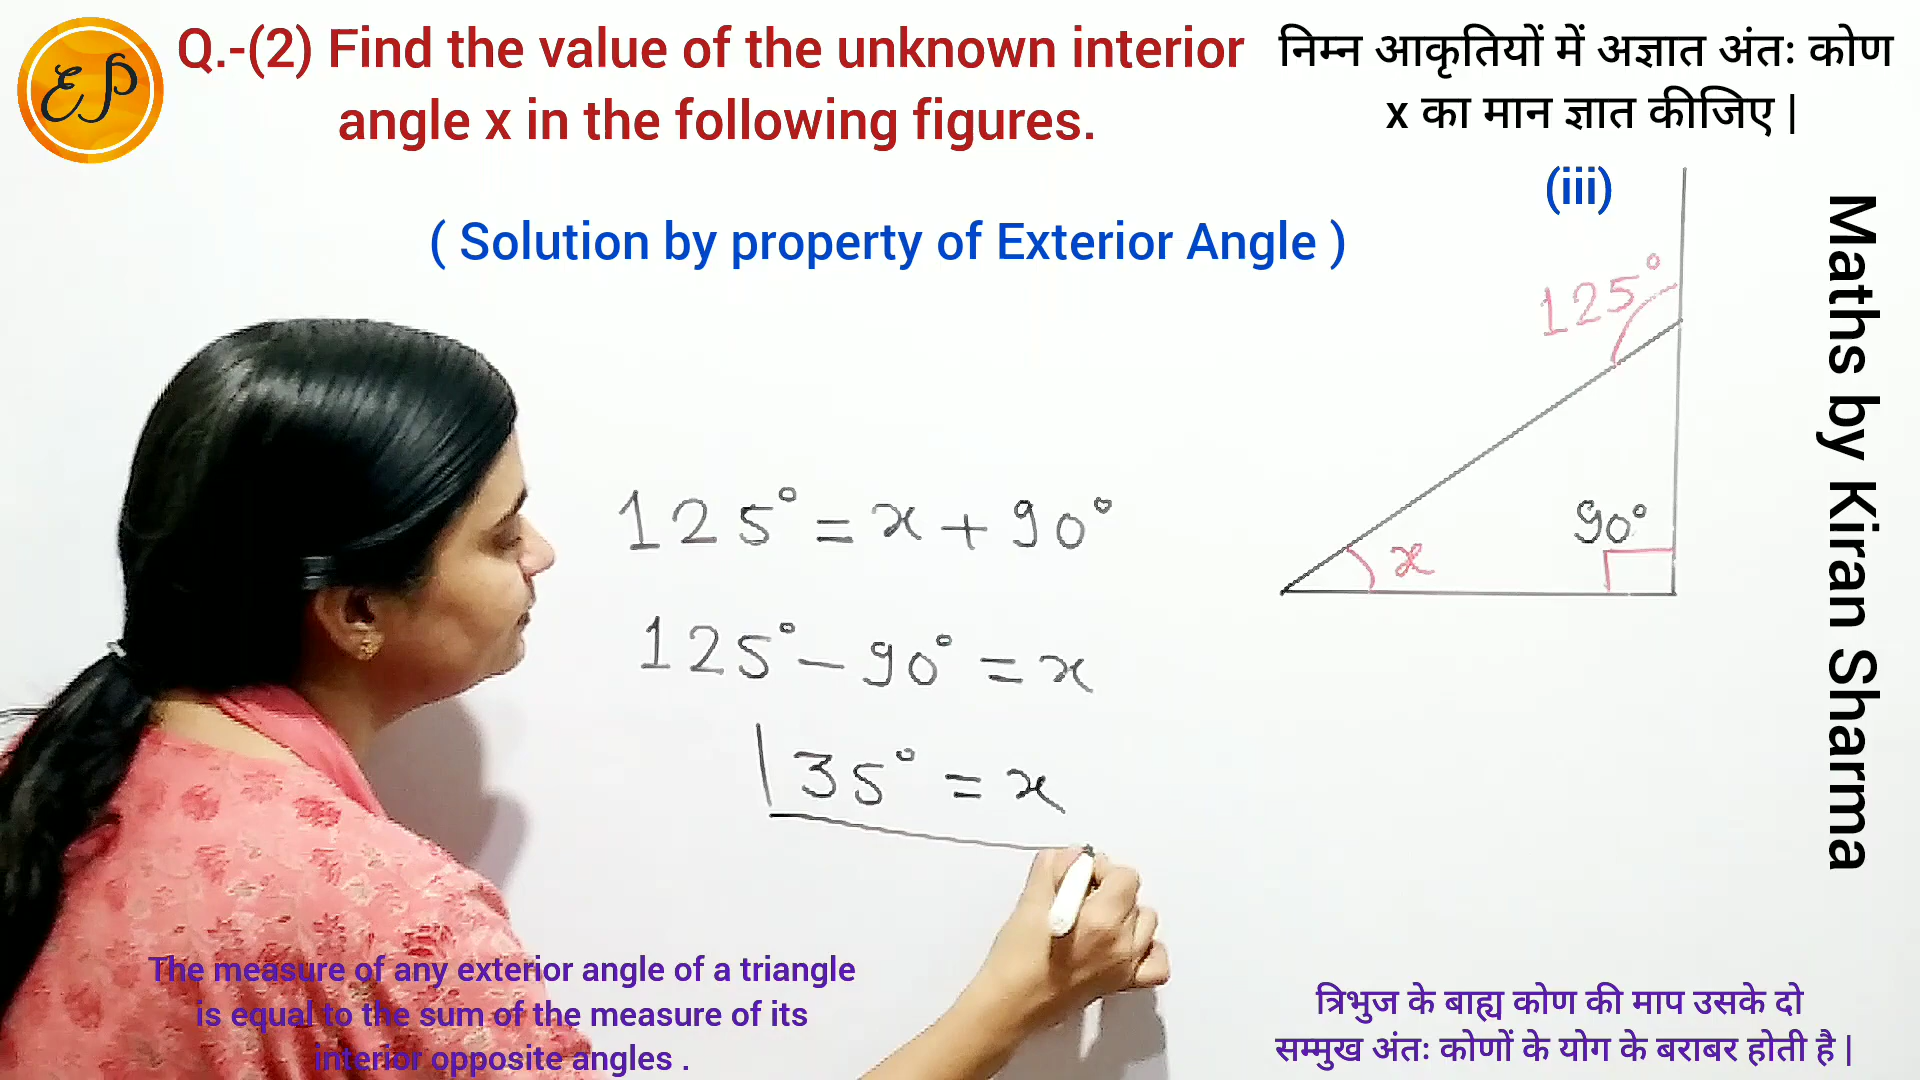 EP
Q.-(2) Find the value of the unknown interior
angle x in the following figures.
निम्न आकृतियों में अज्ञात अंतः कोण
x का मान ज्ञात कीजिए |
(iii)
( Solution by property of Exterior Angle )
125°
125° = x + 90°
90°
x
125° - 90° = x
35° = x
Maths by Kiran Sharma
The measure of any exterior angle of a triangle
is equal to the sum of the measure of its
interior opposite angles .
त्रिभुज के बाह्य कोण की माप उसके दो
सम्मुख अंतः कोणों के योग के बराबर होती है |